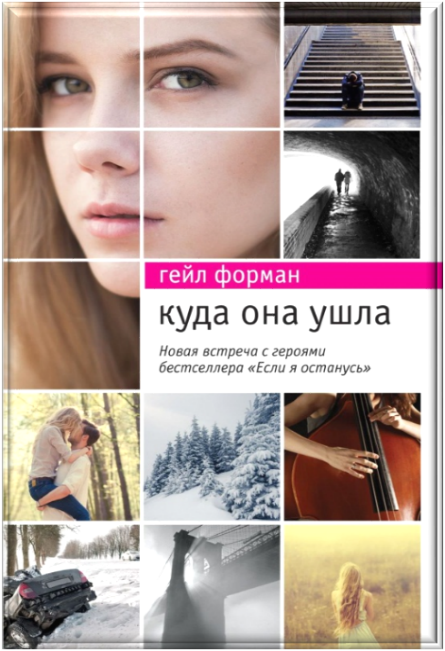 гейл форман
куда она ушла
Новая встреча с героями
бестселлера «Если я останусь»